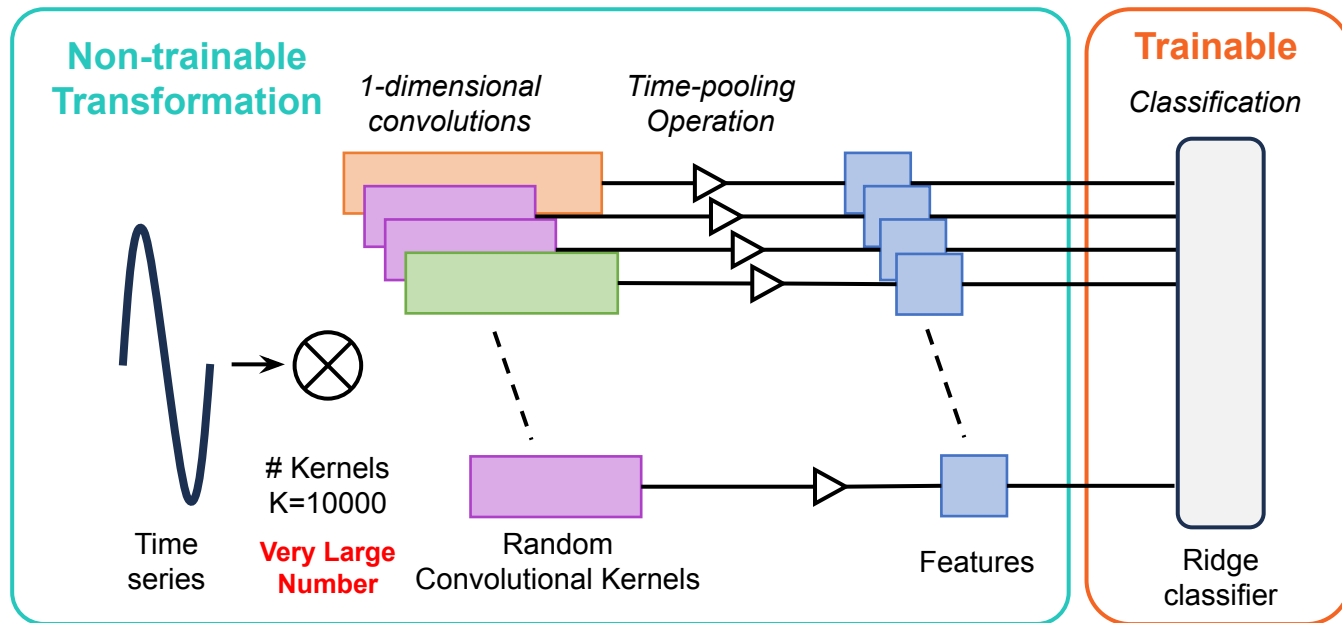 Non-trainable
Transformation
1-dimensional
convolutions
Time-pooling
Operation
Trainable
Classification
# Kernels
K=10000
Very Large
Number
Time
series
Random
Convolutional Kernels
Features
Ridge
classifier